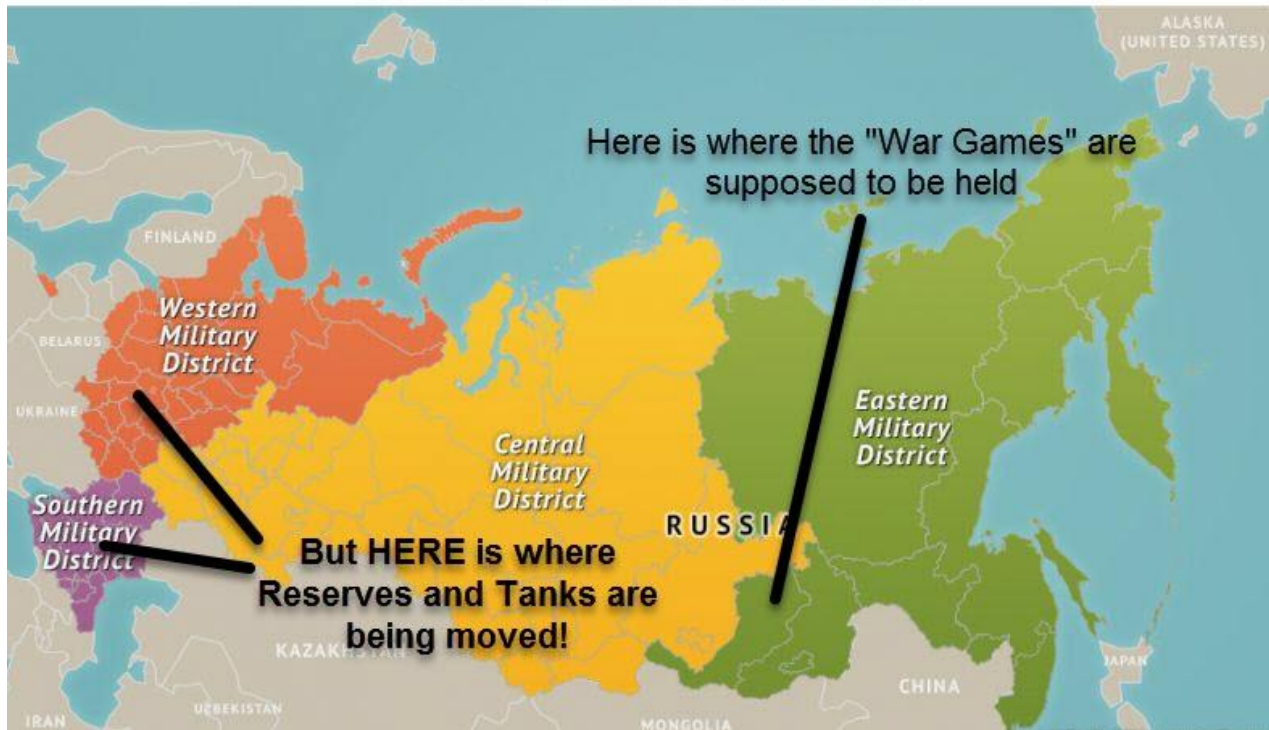 ALASKA
(UNITED STATES)
Here is where the "War Games" are
supposed to be held
FINLAND
Western
Military
District
BELARUS
UKRAINE
Eastern
Military
District
Central
Military
District
Southern
Military
District
RUSSIA
But HERE is where
Reserves and Tanks are
being moved!
KAZAKHSTAN
UZBEKISTAN
IRAN
MONGOLIA
CHINA
JAPAN